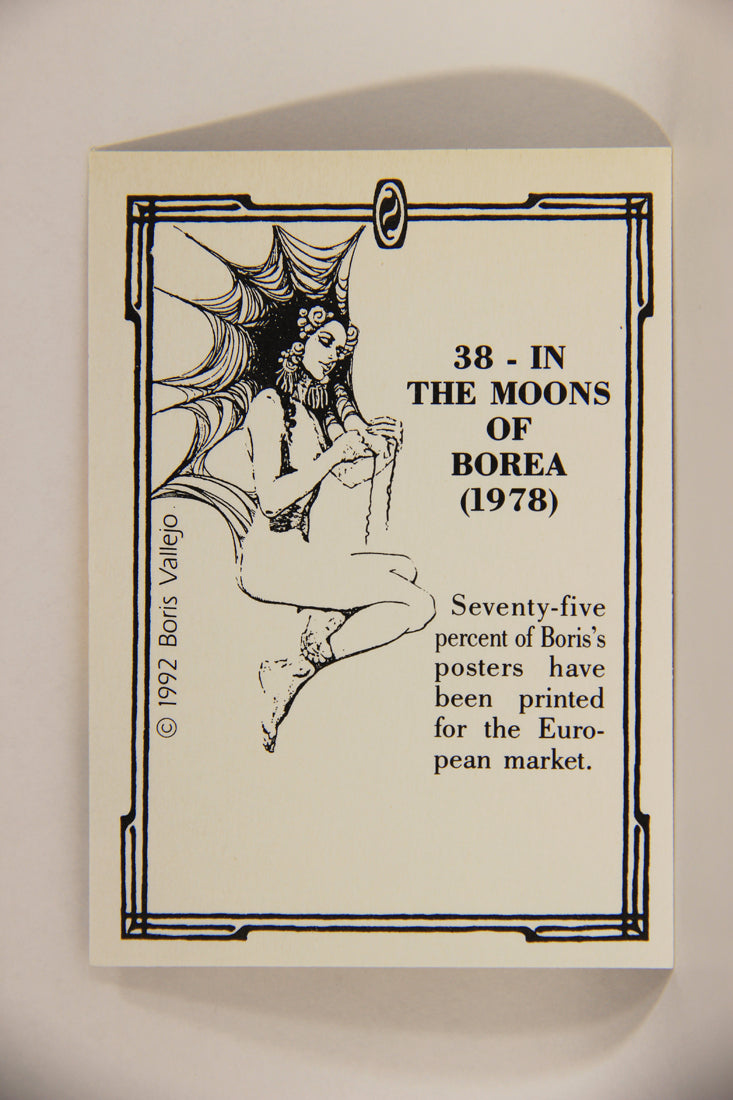 38 - IN
THE MOONS
OF
BOREA
(1978)
Seventy-five
percent of Boris's
posters have
been printed
for the Euro-
pean market.
© 1992 Boris Vallejo